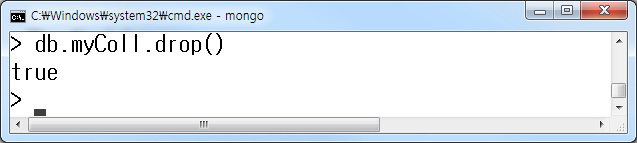 C:₩Windows₩system32₩cmd.exe - mongo
> db.myColl.drop()
true
>